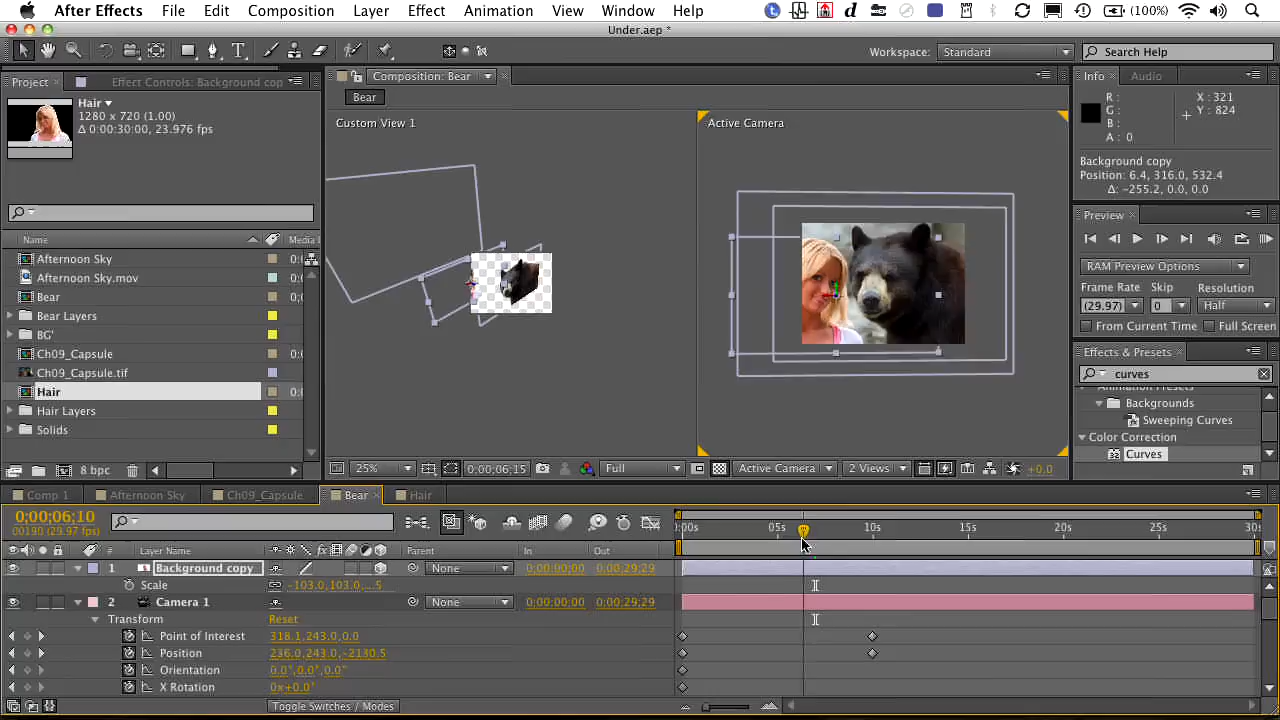 After Effects File Edit Composition Layer Effect Animation View Window Help (100%)
Under.aep *
Workspace: Standard Search Help
Project Effect Controls: Background cop
Hair
1280 x 720 (1.00)
Δ 0:00:30:00, 23.976 fps
Name Media
Afternoon Sky 0:
Afternoon Sky.mov 0:
Bear 0;
Bear Layers
BG'
Ch09_Capsule 0:
Ch09_Capsule.tif
Hair 0:
Hair Layers
Solids
8 bpc
Composition: Bear
Bear
Custom View 1
Active Camera
25% 0;00;06;15 Full Active Camera 2 Views +0.0
Info Audio
R:
G:
B:
A: 0
X: 321
Y: 824
Background copy
Position: 6.4, 316.0, 532.4
Δ: -255.2, 0.0, 0.0
Preview
RAM Preview Options
Frame Rate Skip Resolution
(29.97) 0 Half
From Current Time Full Screen
Effects & Presets
curves
Animation Presets
Backgrounds
Sweeping Curves
Color Correction
Curves
Comp 1 Afternoon Sky Ch09_Capsule Bear Hair
0;00;06;10
00190 (29.97 fps)
0:00s 05s 10s 15s 20s 25s 30s
# Layer Name Parent In Out
1 Background copy None 0;00;00;00 0;00;29;29
Scale -103.0,103.0,...5
2 Camera 1 None 0;00;00;00 0;00;29;29
Transform Reset
Point of Interest 318.1,243.0,0.0
Position 236.0,243.0,-2130.5
Orientation 0.0°,0.0°,0.0°
X Rotation 0x+0.0°
Toggle Switches / Modes